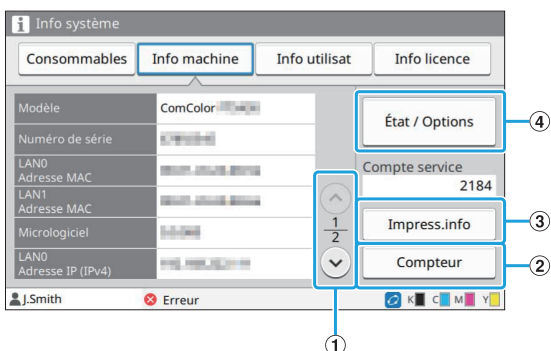 Info système
Consommables
Info machine
Info utilisat
Info licence
Modèle
ComColor
Numéro de série
LAN0
Adresse MAC
LAN1
Adresse MAC
Micrologiciel
LAN0
Adresse IP (IPv4)
1
2
État / Options
4
Compte service
2184
Impress.info
3
Compteur
2
J.Smith
Erreur
K C M Y
1